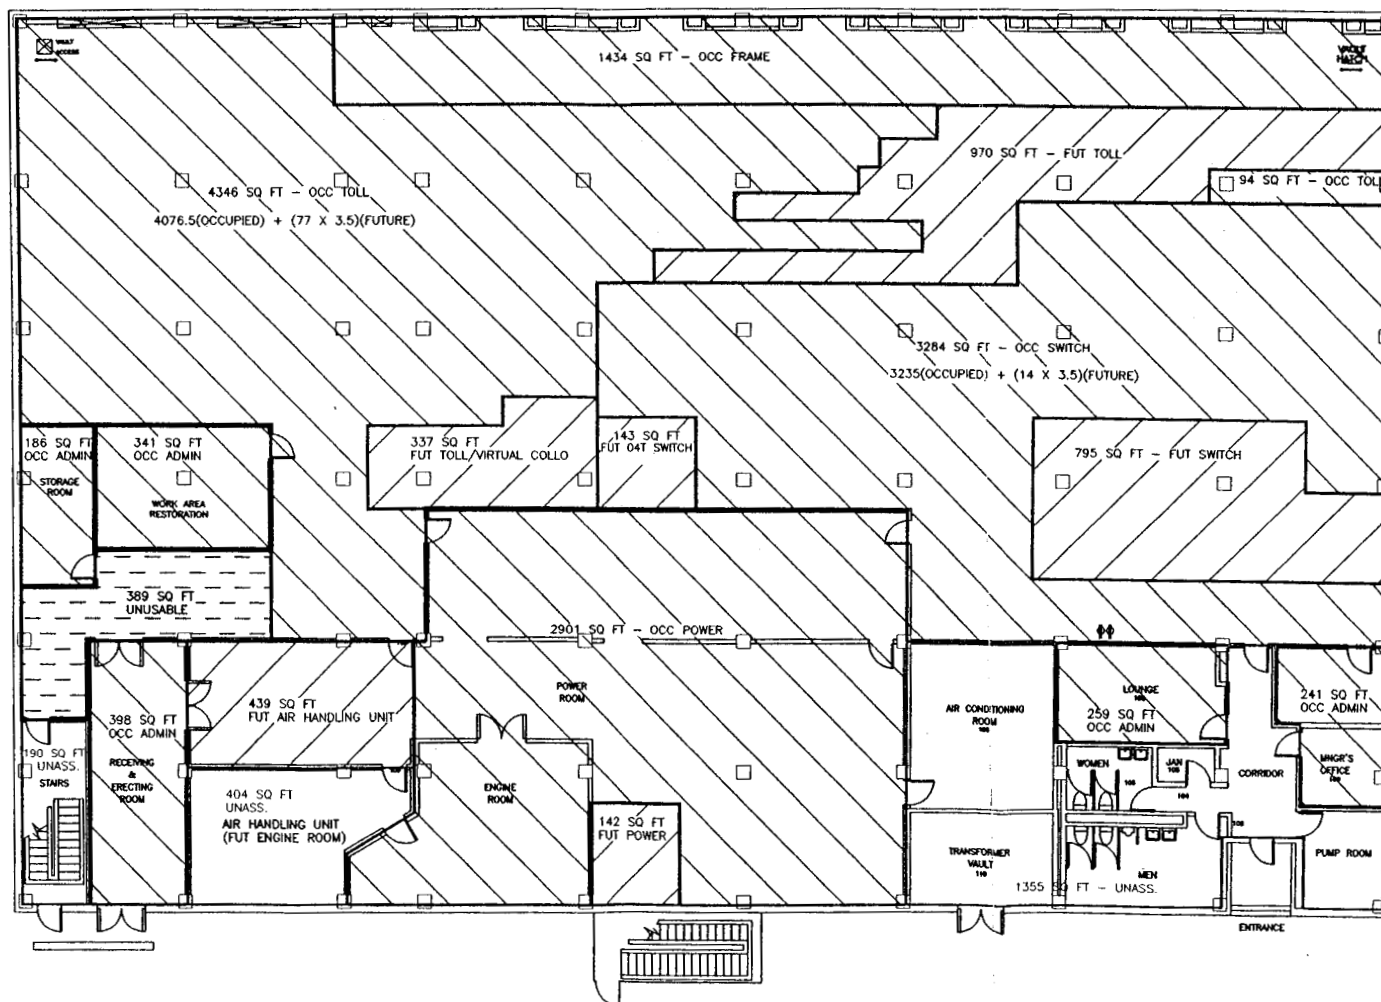 VAULT
ACCESS
1434 SQ FT - OCC FRAME
VAULT
HATCH
970 SQ FT - FUT TOLL
94 SQ FT - OCC TOLL
4346 SQ FT - OCC TOLL
4076.5(OCCUPIED) + (77 X 3.5)(FUTURE)
3284 SQ FT - OCC SWITCH
3235(OCCUPIED) + (14 X 3.5)(FUTURE)
186 SQ FT
OCC ADMIN
STORAGE
ROOM
341 SQ FT
OCC ADMIN
WORK AREA
RESTORATION
337 SQ FT
FUT TOLL/VIRTUAL COLLO
143 SQ FT
FUT 04T SWITCH
795 SQ FT - FUT SWITCH
389 SQ FT
UNUSABLE
2901 SQ FT - OCC POWER
POWER
ROOM
439 SQ FT
FUT AIR HANDLING UNIT
398 SQ FT
OCC ADMIN
RECEIVING
&
ERECTING
ROOM
190 SQ FT
UNASS.
STAIRS
404 SQ FT
UNASS.
AIR HANDLING UNIT
(FUT ENGINE ROOM)
ENGINE
ROOM
142 SQ FT
FUT POWER
AIR CONDITIONING
ROOM
TRANSFORMER
VAULT
110
LOUNGE
259 SQ FT
OCC ADMIN
241 SQ FT
OCC ADMIN
WOMEN
JAN
CORRIDOR
MNGR'S
OFFICE
MEN
1355 SQ FT - UNASS.
PUMP ROOM
ENTRANCE